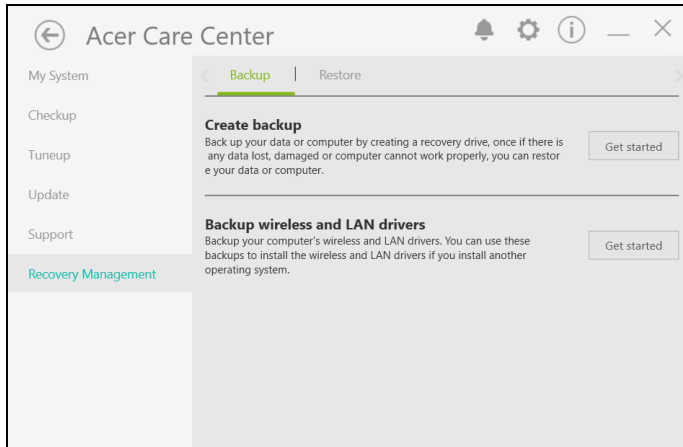 Acer Care Center
My System
Checkup
Tuneup
Update
Support
Recovery Management
Backup
Restore
Create backup
Back up your data or computer by creating a recovery drive, once if there is
any data lost, damaged or computer cannot work properly, you can restor
e your data or computer.
Get started
Backup wireless and LAN drivers
Backup your computer's wireless and LAN drivers. You can use these
backups to install the wireless and LAN drivers if you install another
operating system.
Get started